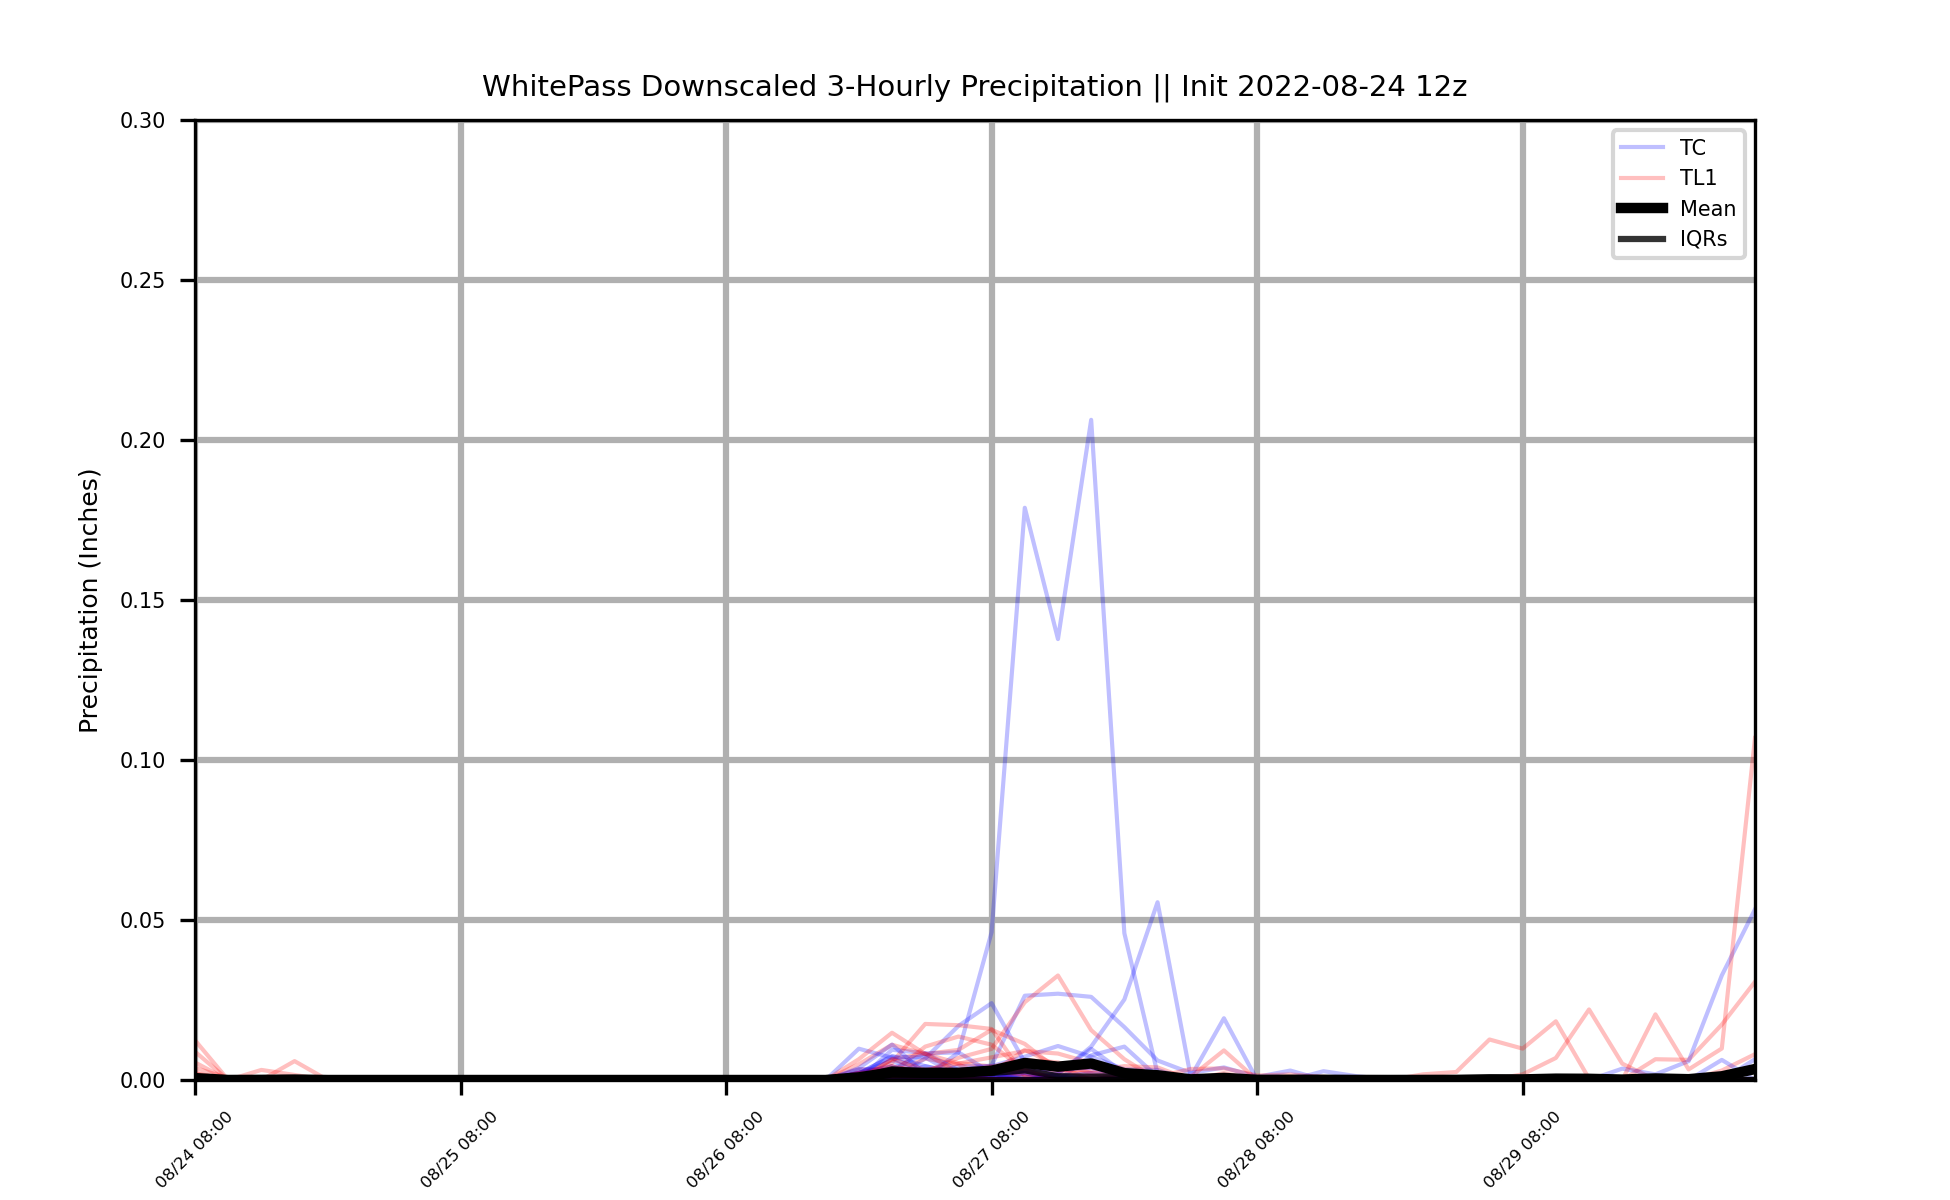 WhitePass Downscaled 3-Hourly Precipitation || Init 2022-08-24 12z
0.30
0.25
0.20
0.15
0.10
0.05
0.00
Precipitation (Inches)
TC
TL1
Mean
IQRs
08/24 08:00
08/25 08:00
08/26 08:00
08/27 08:00
08/28 08:00
08/29 08:00